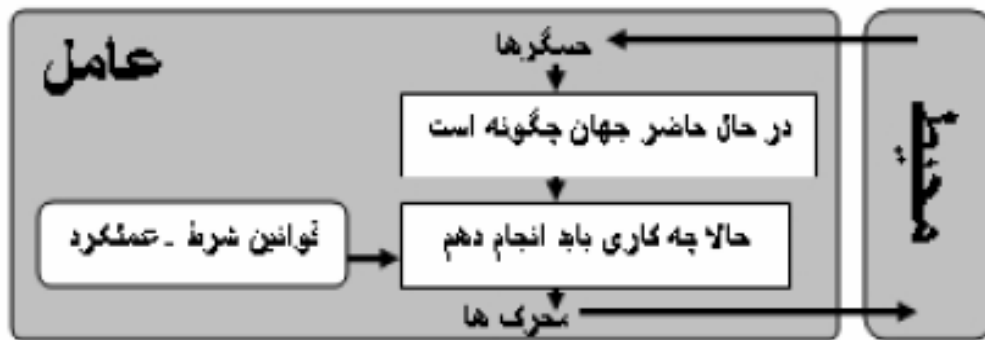 عامل
حسگرها
در حال حاضر جهان چگونه است
قوانین شرط - عملکرد
حالا چه کاری باید انجام دهم
محرک ها
محیط